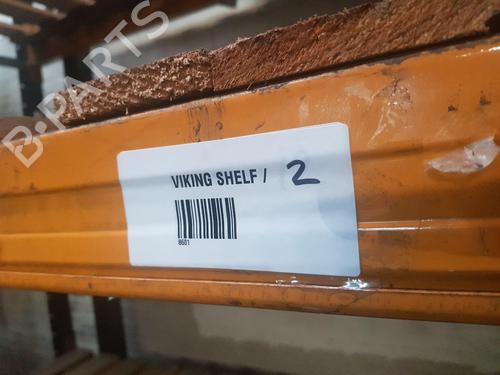 B-PARTS
VIKING SHELF / 2
8601